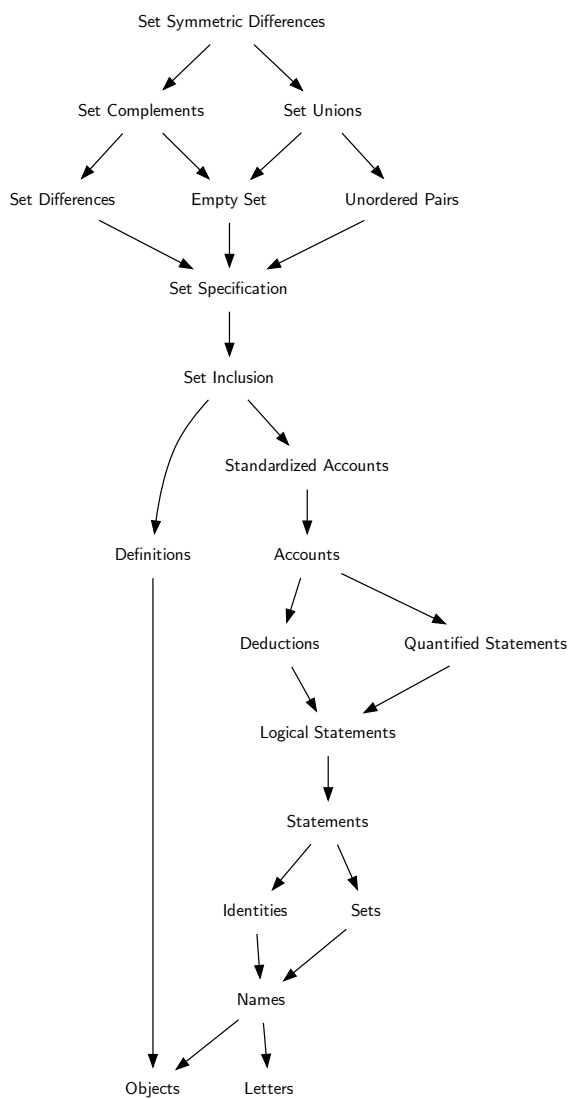 Set Symmetric Differences
Set Complements
Set Unions
Set Differences
Empty Set
Unordered Pairs
Set Specification
Set Inclusion
Standardized Accounts
Definitions
Accounts
Deductions
Quantified Statements
Logical Statements
Statements
Identities
Sets
Names
Objects
Letters